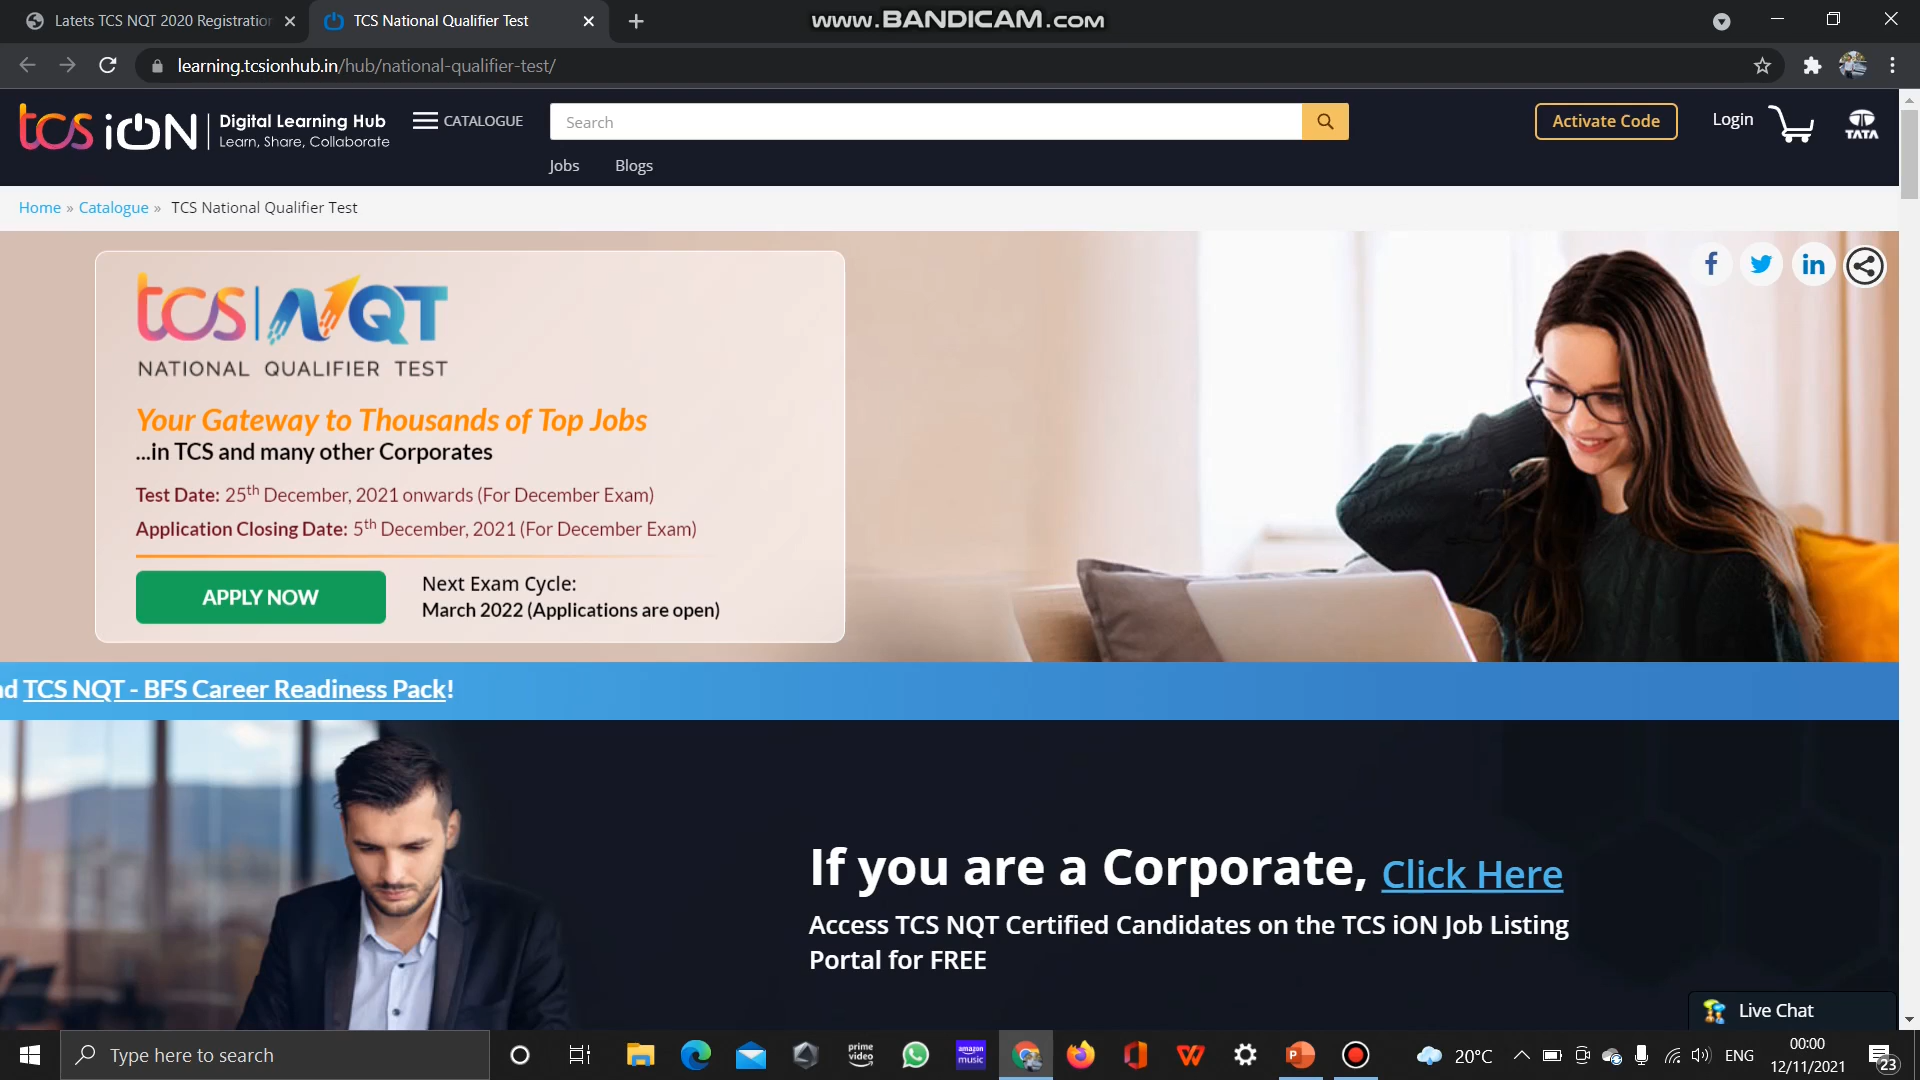 Latets TCS NQT 2020 Registration
TCS National Qualifier Test
www.BANDICAM.com
learning.tcsionhub.in/hub/national-qualifier-test/
tcs iON
Digital Learning Hub
Learn, Share, Collaborate
CATALOGUE
Search
Activate Code
Login
TATA
Jobs
Blogs
Home » Catalogue » TCS National Qualifier Test
tcs | NQT
NATIONAL QUALIFIER TEST
Your Gateway to Thousands of Top Jobs
...in TCS and many other Corporates
Test Date: 25th December, 2021 onwards (For December Exam)
Application Closing Date: 5th December, 2021 (For December Exam)
APPLY NOW
Next Exam Cycle:
March 2022 (Applications are open)
TCS NQT - BFS Career Readiness Pack!
If you are a Corporate, Click Here
Access TCS NQT Certified Candidates on the TCS iON Job Listing
Portal for FREE
Live Chat
Type here to search
prime
video
amazon
music
20°C
ENG
00:00
12/11/2021
23